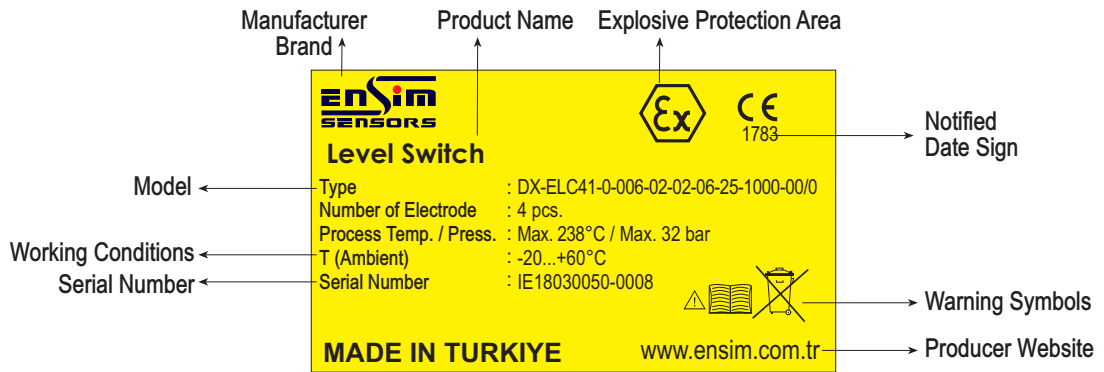 Manufacturer Brand
Product Name
Explosive Protection Area
ensim
SENSORS
Ex
CE
1783
Notified Date Sign
Level Switch
Model
Type : DX-ELC41-0-006-02-02-06-25-1000-00/0
Number of Electrode : 4 pcs.
Process Temp. / Press. : Max. 238°C / Max. 32 bar
Working Conditions
T (Ambient) : -20...+60°C
Serial Number
Serial Number : IE18030050-0008
Warning Symbols
MADE IN TURKIYE
www.ensim.com.tr
Producer Website